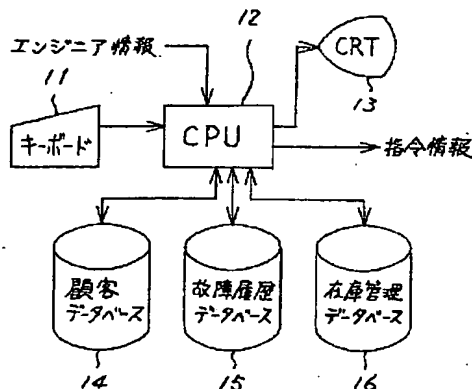 12
エンジニア情報
CRT
11
13
キーボード
CPU
指令情報
顧客
データベース
故障履歴
データベース
在庫管理
データベース
14
15
16